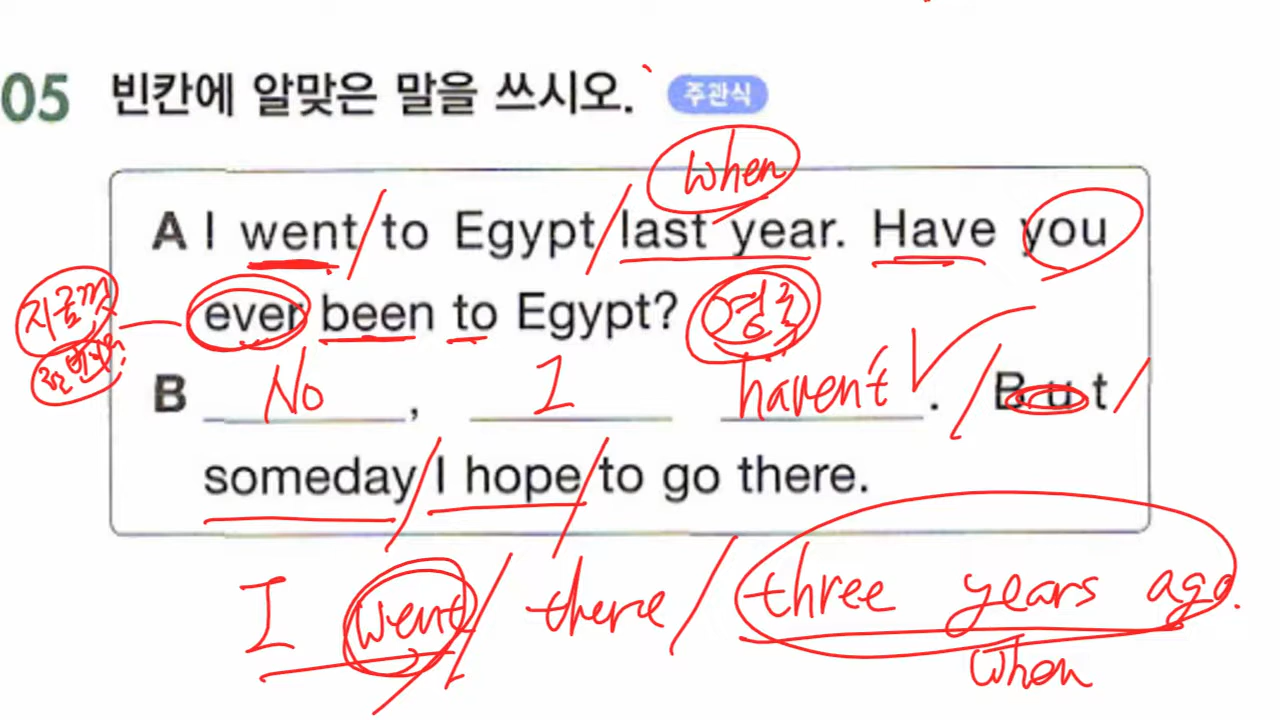 05 빈칸에 알맞은 말을 쓰시오. 주관식
when
A I went / to Egypt / last year. Have you
지금껏
ever been to Egypt? 경험
B No, I haven't. / But /
someday / I hope / to go there.
I went / there / three years ago.
when